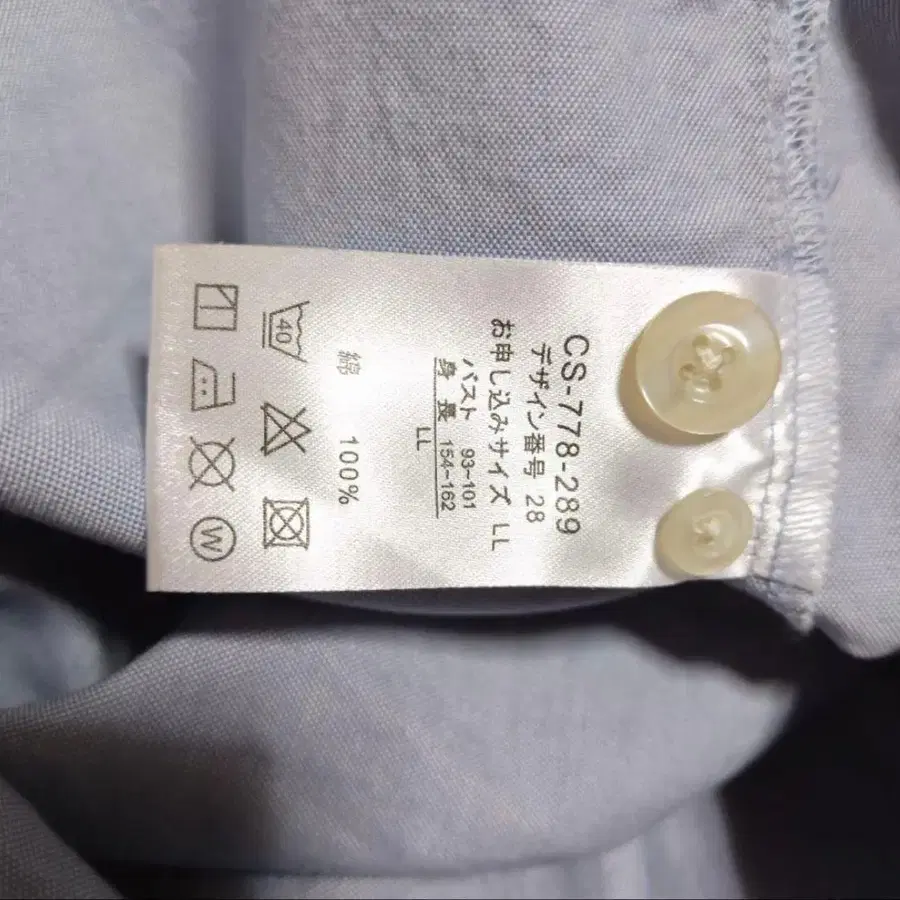 CS-778-289
デザイン番号 28
お申し込みサイズ LL
バスト 93~101
身長 154~162
LL
綿 100%
40
W